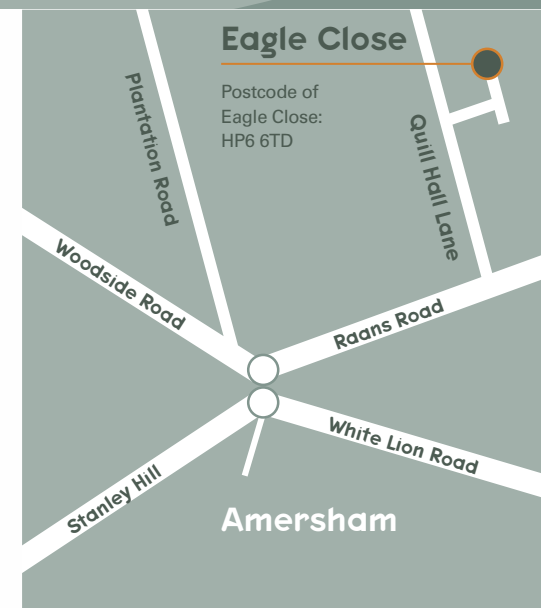 Eagle Close
Postcode of
Eagle Close:
HP6 6TD
Plantation Road
Quill Hall Lane
Woodside Road
Raans Road
White Lion Road
Stanley Hill
Amersham